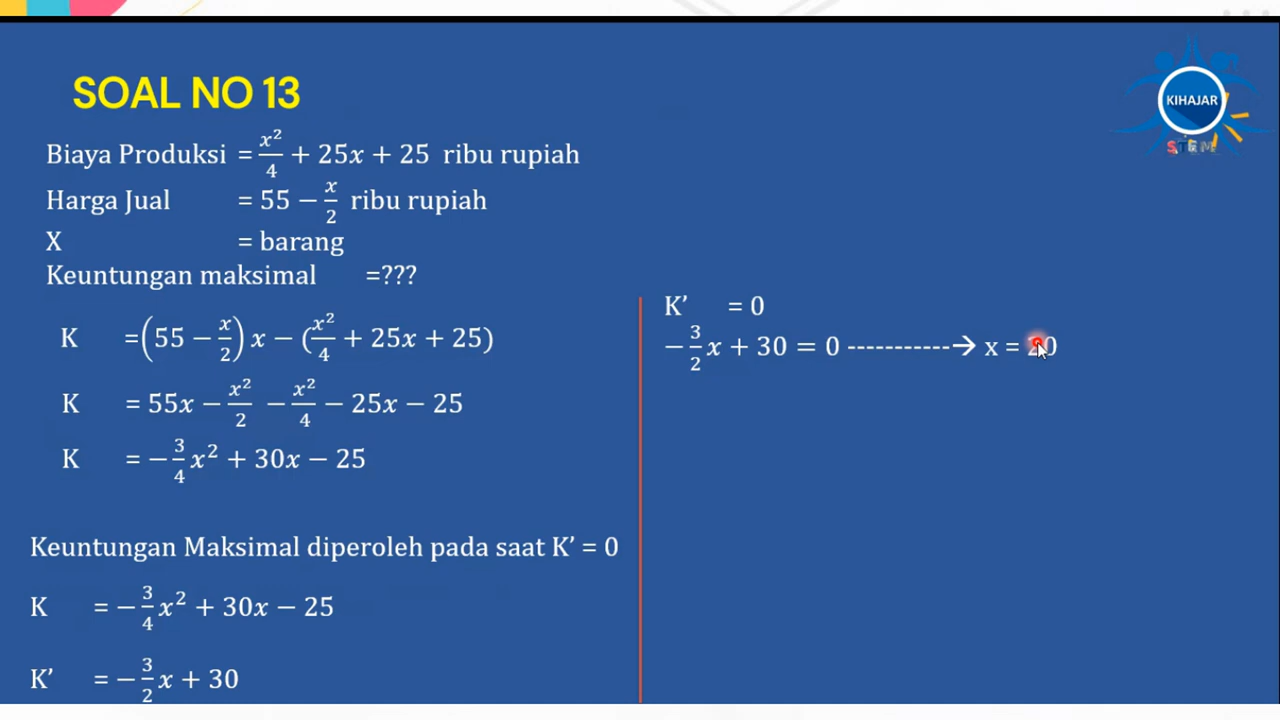 KIHAJAR
STEM
SOAL NO 13
Biaya Produksi = x²/4 + 25x + 25 ribu rupiah
Harga Jual = 55 − x/2 ribu rupiah
X = barang
Keuntungan maksimal =???
K =(55 − x/2) x − (x²/4 + 25x + 25)
K = 55x − x²/2 − x²/4 − 25x − 25
K = −3/4 x² + 30x − 25
Keuntungan Maksimal diperoleh pada saat K’ = 0
K = −3/4 x² + 30x − 25
K’ = −3/2 x + 30
K’ = 0
−3/2 x + 30 = 0 -----------→ x = 20